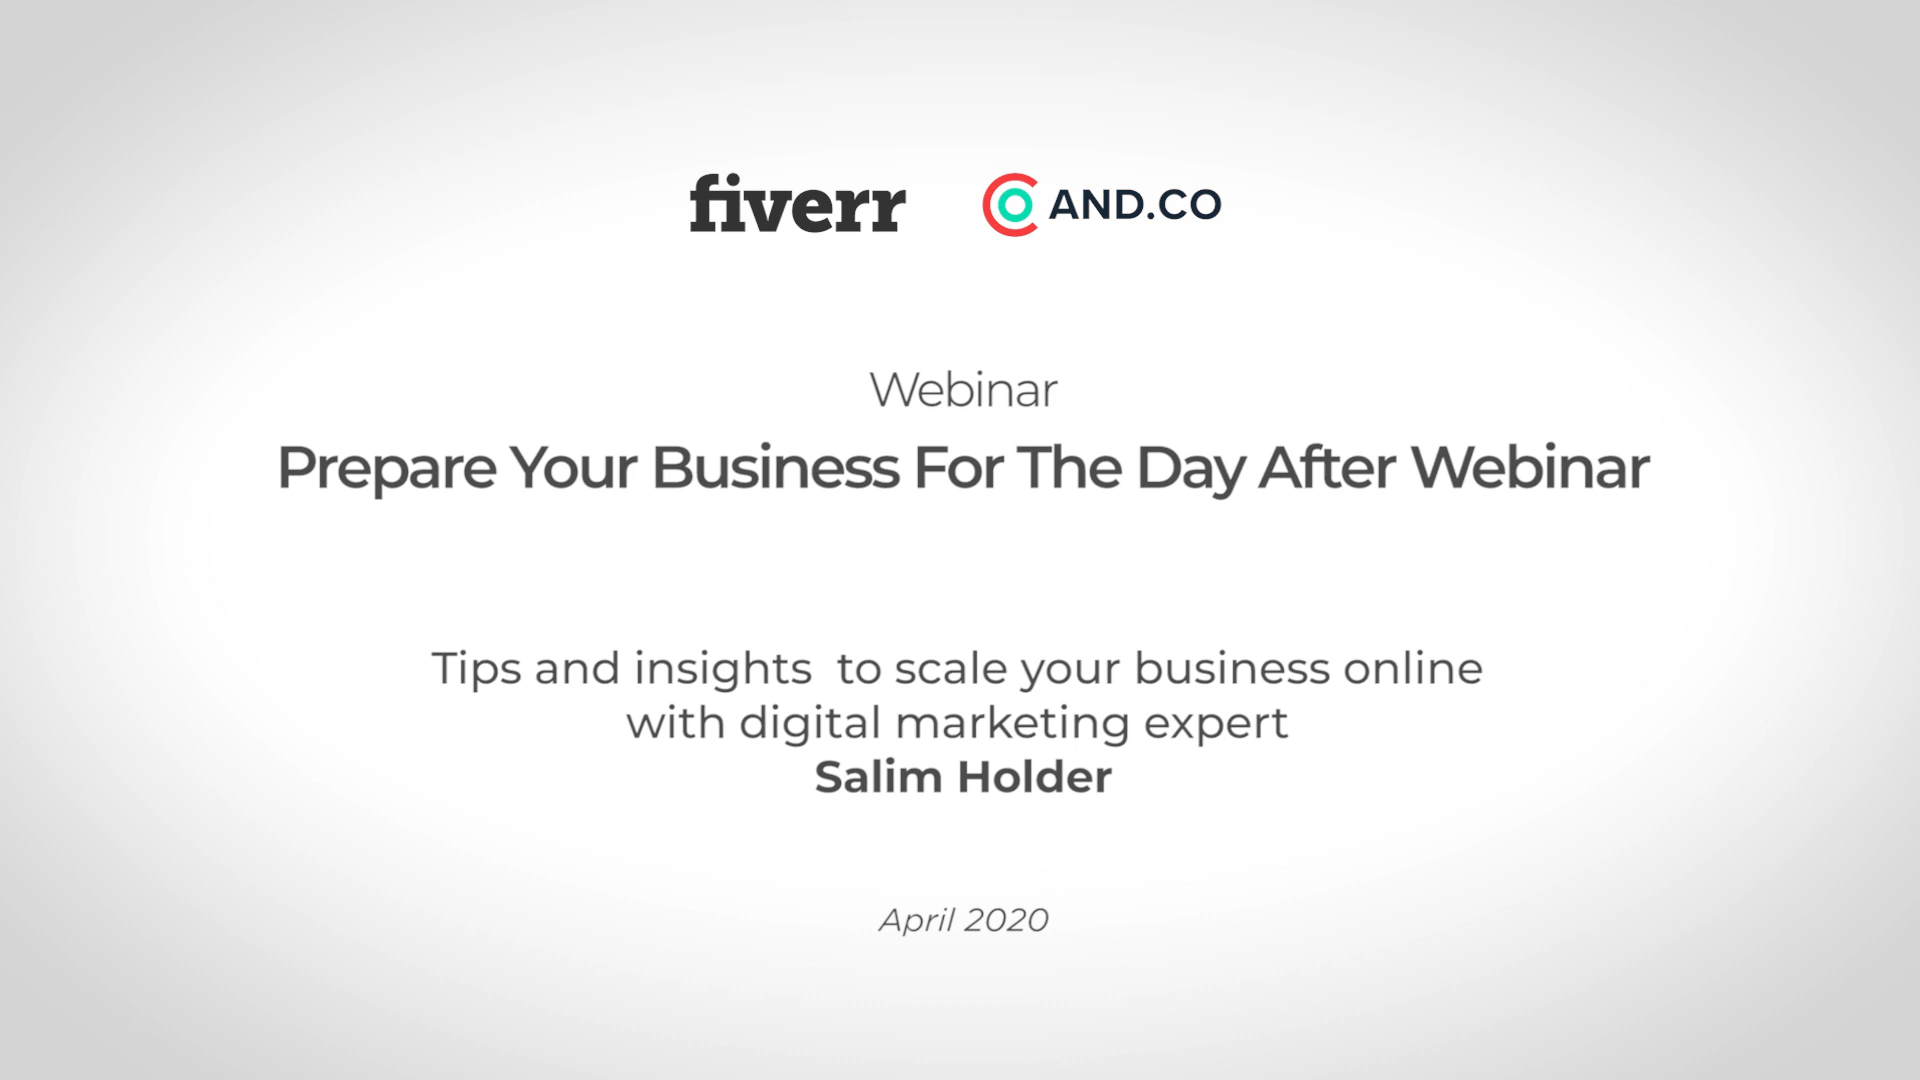 fiverr AND.CO
Webinar
Prepare Your Business For The Day After Webinar
Tips and insights  to scale your business online
with digital marketing expert
Salim Holder
April 2020